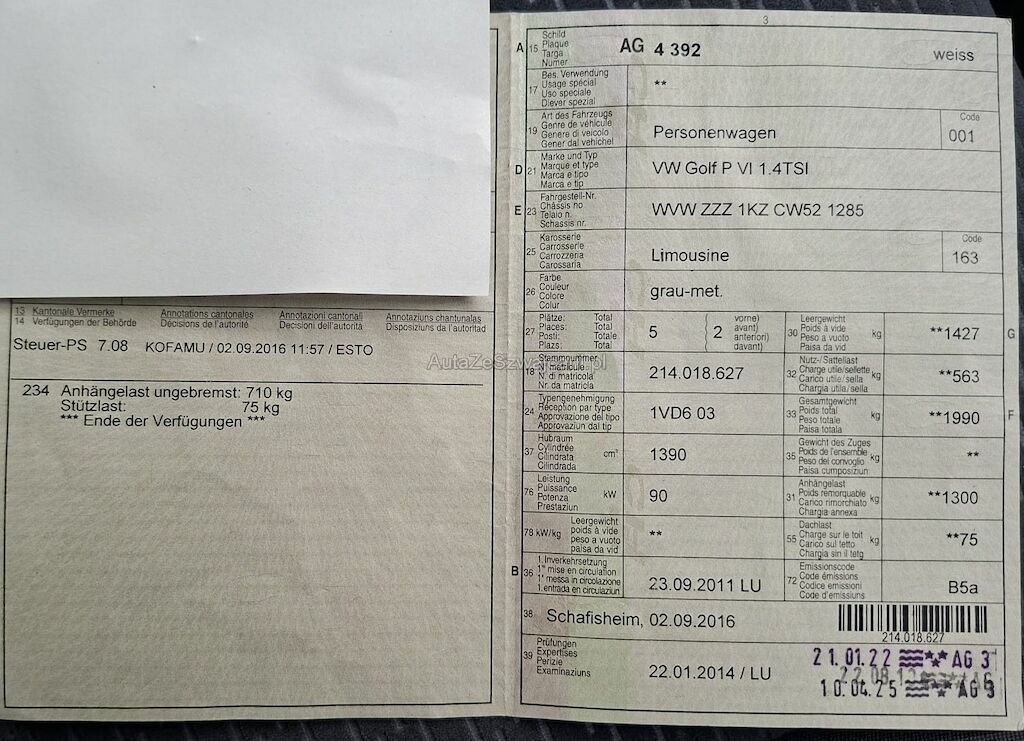 13 Kantonale Vermerke Annotations cantonales Annotazioni cantonali Annotaziuns chantunalas
14 Verfügungen der Behörde Décisions de l'autorité Decisioni dell'autorità Disposiziuns da l'autoritad
Steuer-PS 7.08 KOFAMU / 02.09.2016 11:57 / ESTO
234 Anhängelast ungebremst: 710 kg
Stützlast: 75 kg
*** Ende der Verfügungen ***
AutaZeSzwajcarii.pl
3
A 15 Schild
Plaque
Targa
Numer
AG 4 392 weiss
17 Bes. Verwendung
Usage spécial
Uso speciale
Diever spezial
**
19 Art des Fahrzeugs
Genre de véhicule
Genere di veicolo
Gener dal vehichel
Personenwagen
Code
001
D 21 Marke und Typ
Marque et type
Marca e tipo
Marca e tip
VW Golf P VI 1.4TSI
E 23 Fahrgestell-Nr.
Châssis no
Telaio n.
Schassis nr.
WVW ZZZ 1KZ CW52 1285
25 Karosserie
Carrosserie
Carrozzeria
Carossaria
Limousine
Code
163
26 Farbe
Couleur
Colore
Colur
grau-met.
27 Plätze: Total
Places: Total
Posti: Totale
Plazs: Total
5 { 2 vorne)
avant)
anteriori)
davant)
30 Leergewicht
Poids à vide
Peso a vuoto
Paisa da vid
kg
**1427 G
18 Stammnummer
N° matricule
N. di matricola
Nr. da matricla
214.018.627
32 Nutz-/Sattellast
Charge utile/sellette
Carico utile/sella
Chargia utila/sella
kg
**563
24 Typengenehmigung
Réception par type
Approvazione del tipo
Approvaziun dal tip
1VD6 03
33 Gesamtgewicht
Poids total
Peso totale
Paisa totala
kg
**1990 F
37 Hubraum
Cylindrée
Cilindrata
Cilindrada
cm³
1390
35 Gewicht des Zuges
Poids de l'ensemble
Peso del convoglio
Paisa cumposiziun
kg
**
76 Leistung
Puissance
Potenza
Prestaziun
kW
90
31 Anhängelast
Poids remorquable
Carico rimorchiato
Chargia annexa
kg
**1300
78 kW/kg Leergewicht
poids à vide
peso a vuoto
paisa da vid
**
55 Dachlast
Charge sur le toit
Carico sul tetto
Chargia sin il tetg
kg
**75
B 36 1. Inverkehrsetzung
1re mise en circulation
1a messa in circolazione
1. entrada en circulaziun
23.09.2011 LU
72 Emissionscode
Code émissions
Codice emissioni
Code d'emissiuns
B5a
38 Schafisheim, 02.09.2016
214.018.627
39 Prüfungen
Expertises
Perizie
Examinaziuns
22.01.2014 / LU
21.01.22 AG 3
10.04.25 AG 3